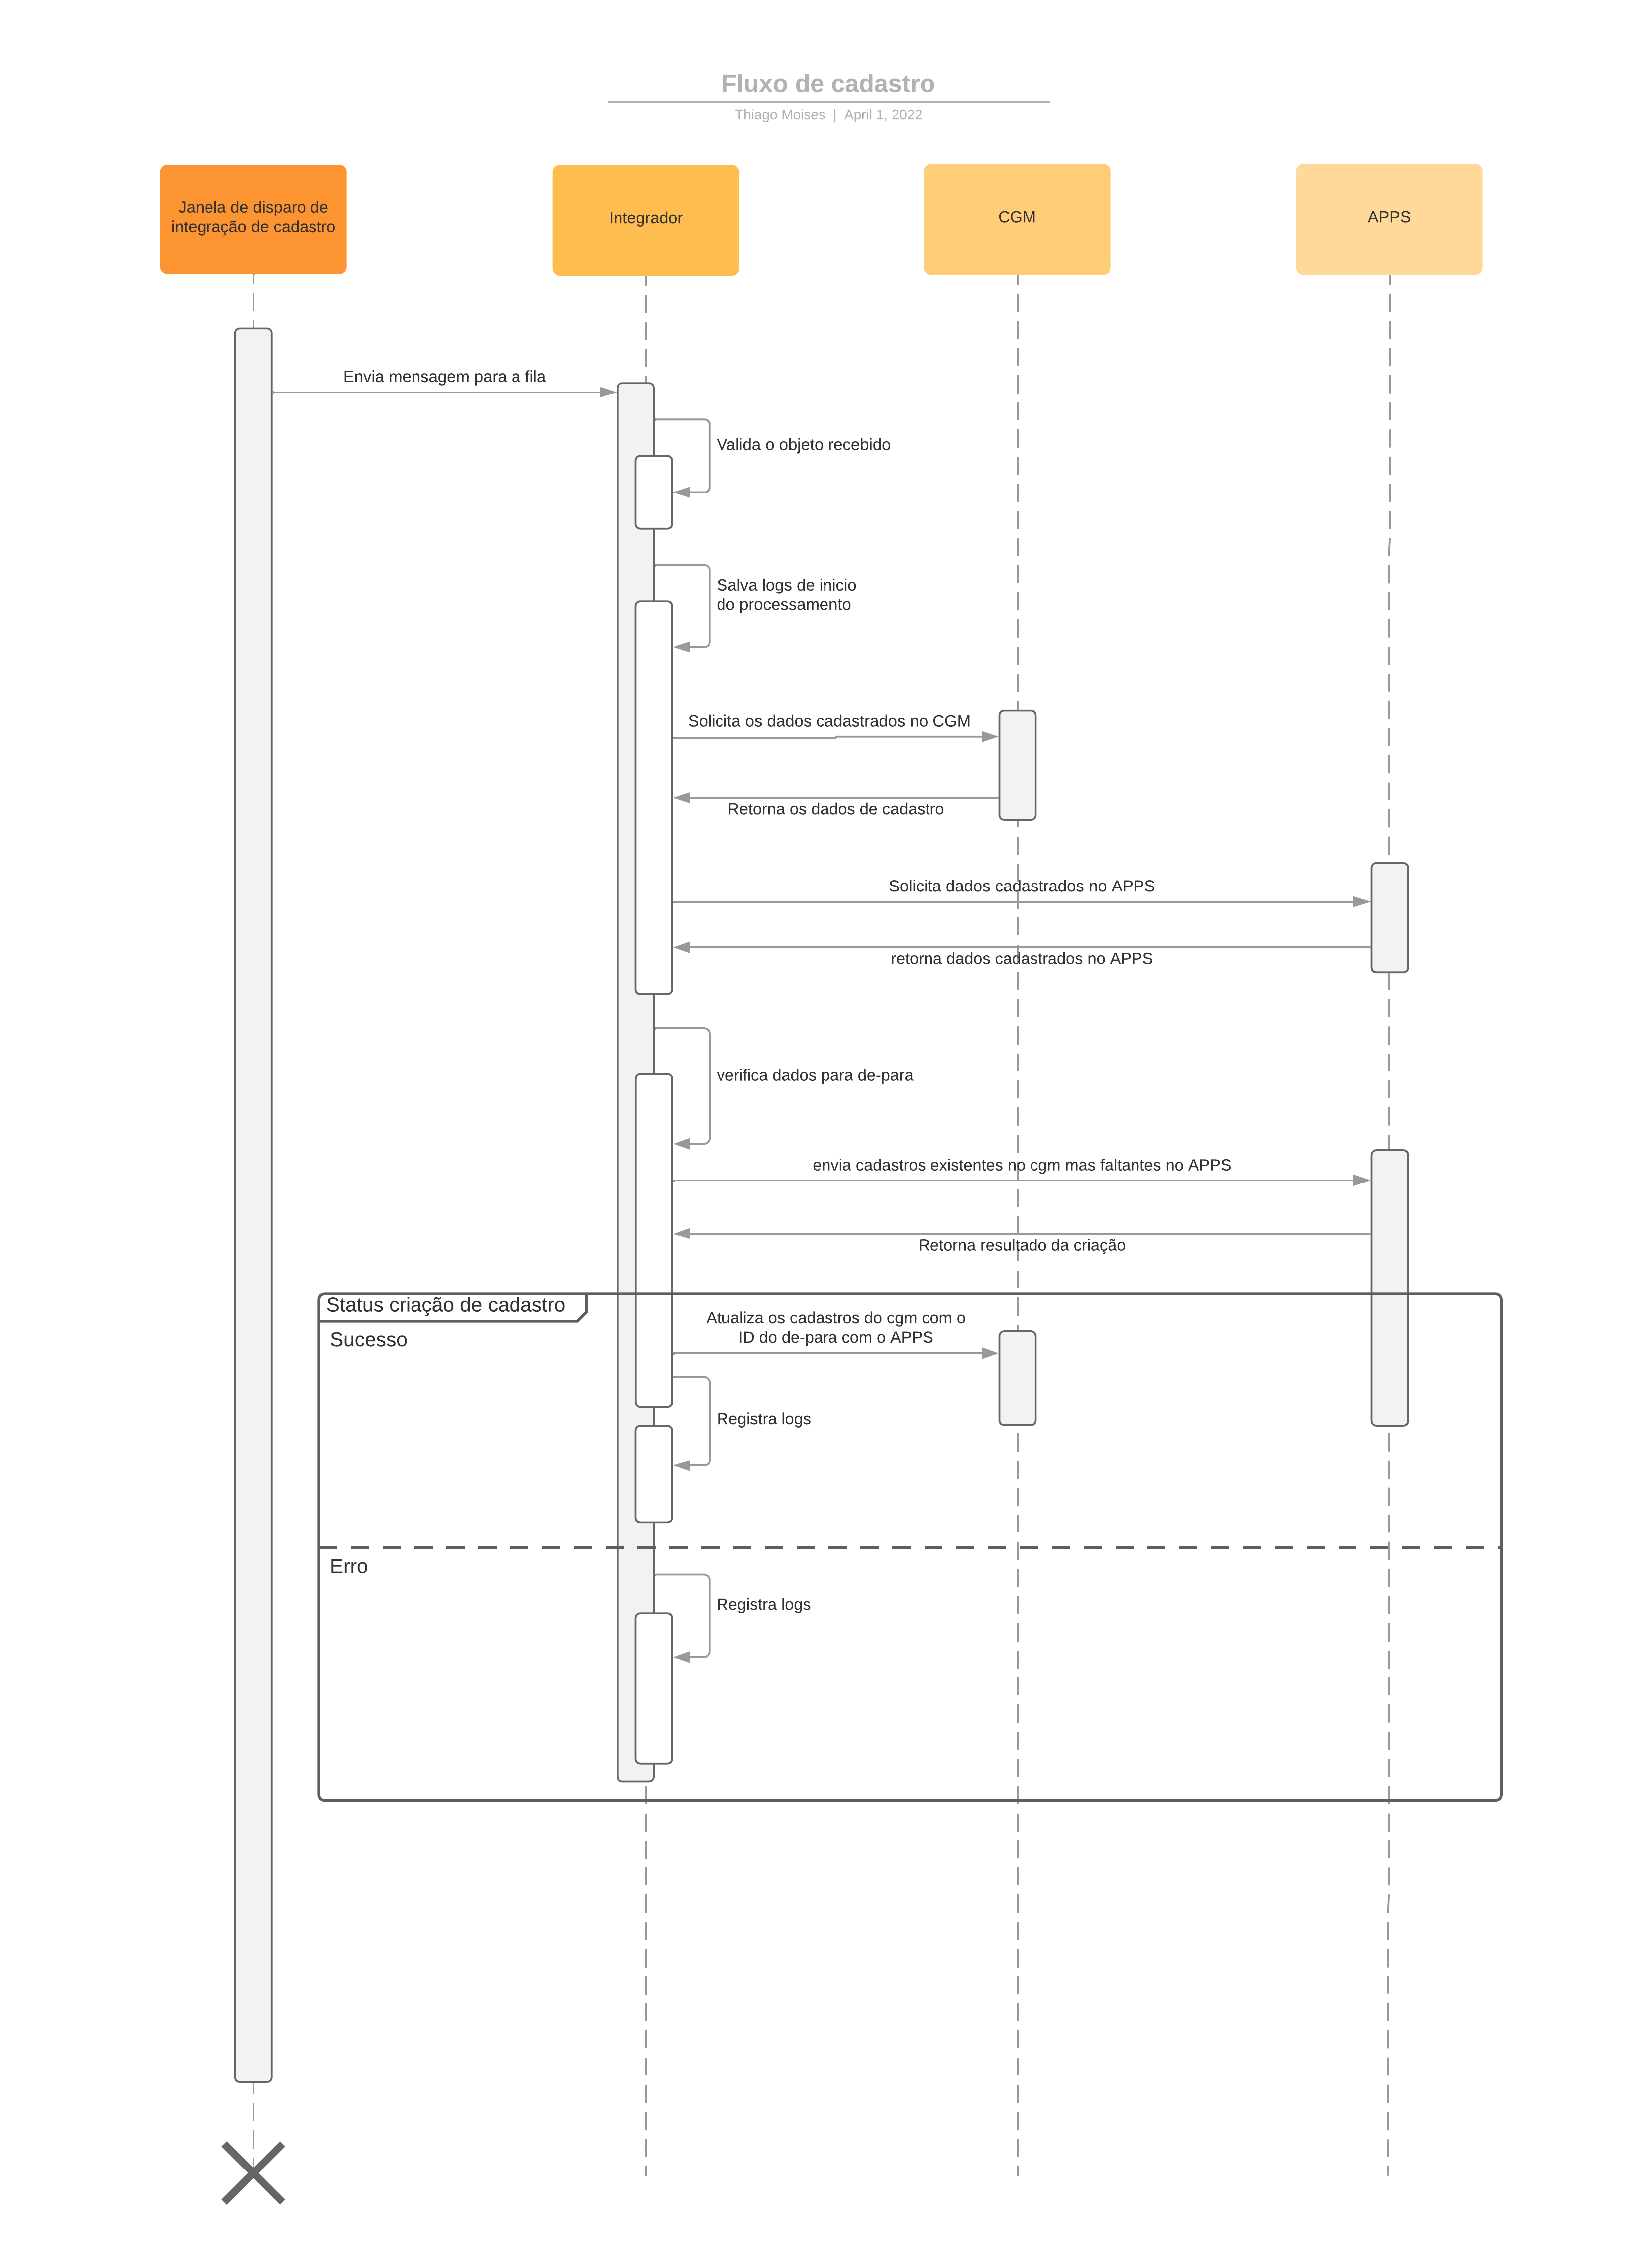 Fluxo de cadastro
Thiago Moises | April 1, 2022
Janela de disparo de
integração de cadastro
Integrador
CGM
APPS
Envia mensagem para a fila
Valida o objeto recebido
Salva logs de inicio
do processamento
Solicita os dados cadastrados no CGM
Retorna os dados de cadastro
Solicita dados cadastrados no APPS
retorna dados cadastrados no APPS
verifica dados para de-para
envia cadastros existentes no cgm mas faltantes no APPS
Retorna resultado da criação
Status criação de cadastro
Sucesso
Atualiza os cadastros do cgm com o
ID do de-para com o APPS
Registra logs
Erro
Registra logs